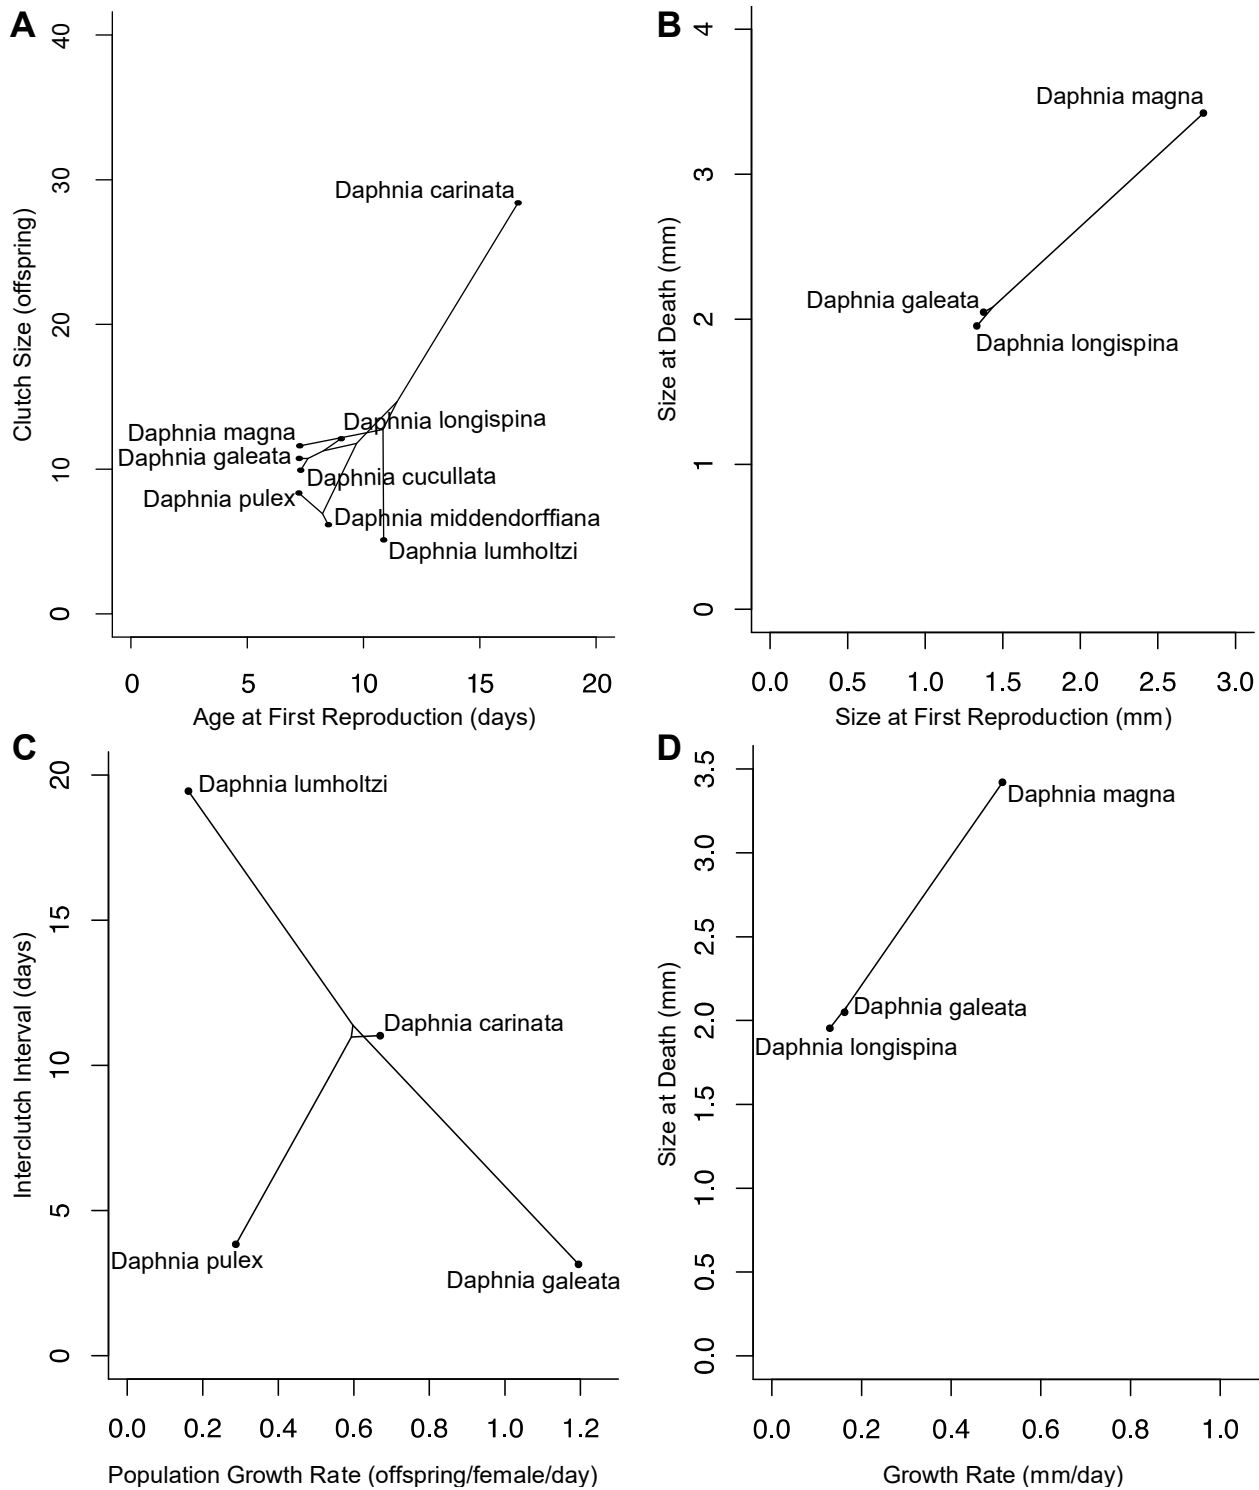 A
B
40
30
20
10
0
Clutch Size (offspring)
Daphnia carinata
Daphnia longispina
Daphnia magna
Daphnia galeata
Daphnia cucullata
Daphnia pulex
Daphnia middendorffiana
Daphnia lumholtzi
0 5 10 15 20
Age at First Reproduction (days)
4
3
2
1
0
Size at Death (mm)
Daphnia magna
Daphnia galeata
Daphnia longispina
0.0 0.5 1.0 1.5 2.0 2.5 3.0
Size at First Reproduction (mm)
C
D
20
15
10
5
0
Interclutch Interval (days)
Daphnia lumholtzi
Daphnia carinata
Daphnia pulex
Daphnia galeata
0.0 0.2 0.4 0.6 0.8 1.0 1.2
Population Growth Rate (offspring/female/day)
3.5
3.0
2.5
2.0
1.5
1.0
0.5
0.0
Size at Death (mm)
Daphnia magna
Daphnia galeata
Daphnia longispina
0.0 0.2 0.4 0.6 0.8 1.0
Growth Rate (mm/day)